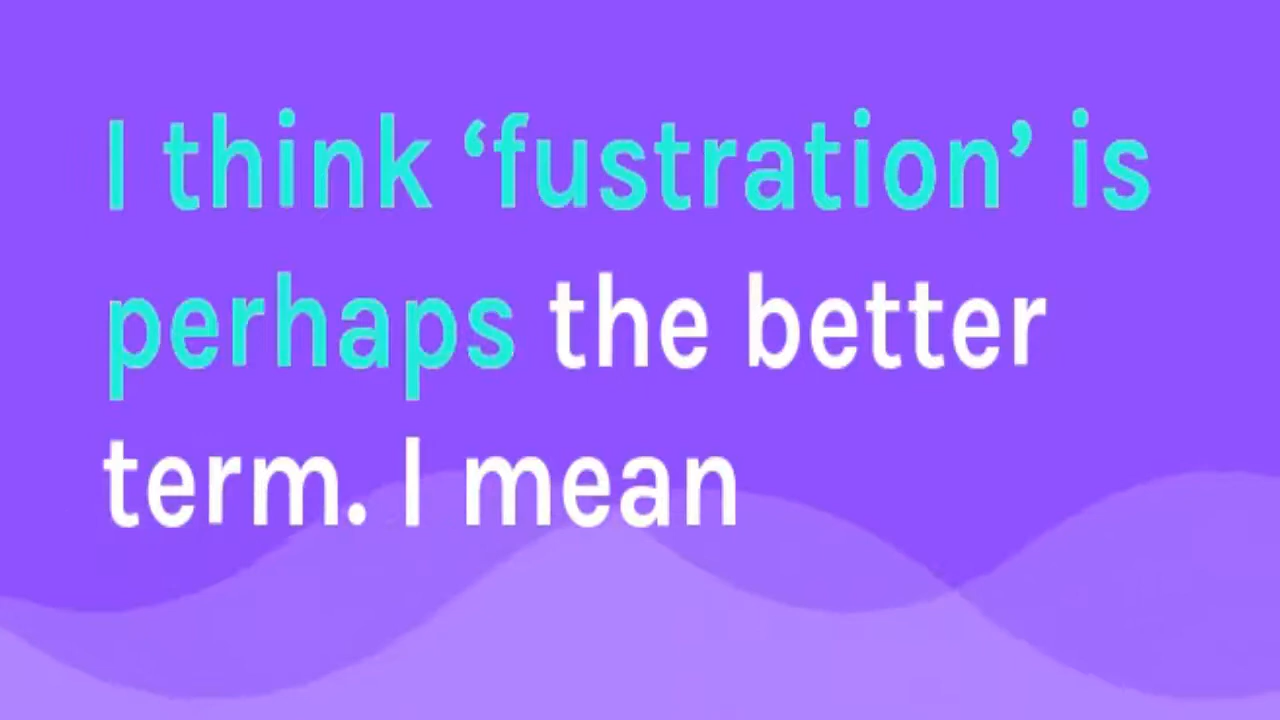 I think ‘fustration’ is
perhaps the better
term. I mean